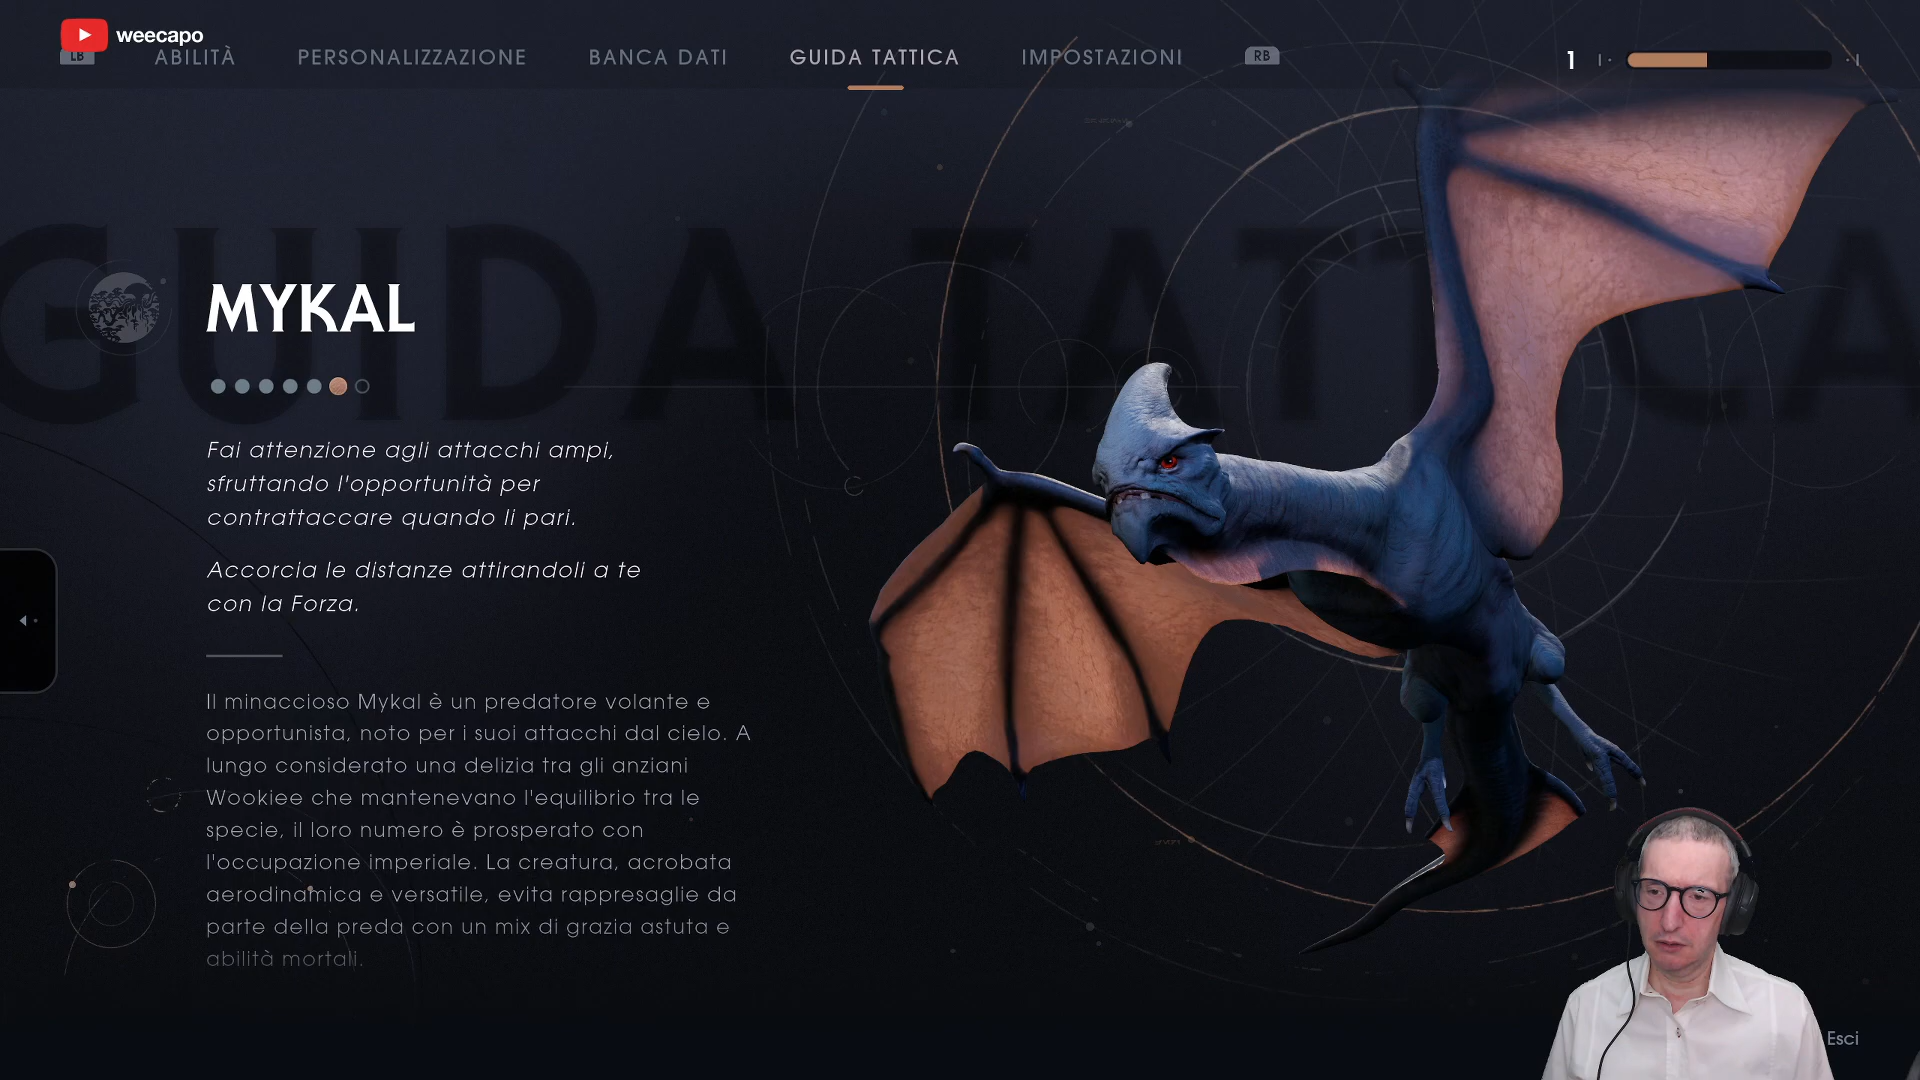 weecapo
LB ABILITÀ PERSONALIZZAZIONE BANCA DATI GUIDA TATTICA IMPOSTAZIONI RB 1
GUIDA TATTICA
MYKAL
Fai attenzione agli attacchi ampi,
sfruttando l'opportunità per
contrattaccare quando li pari.
Accorcia le distanze attirandoli a te
con la Forza.
Il minaccioso Mykal è un predatore volante e
opportunista, noto per i suoi attacchi dal cielo. A
lungo considerato una delizia tra gli anziani
Wookiee che mantenevano l'equilibrio tra le
specie, il loro numero è prosperato con
l'occupazione imperiale. La creatura, acrobata
aerodinamica e versatile, evita rappresaglie da
parte della preda con un mix di grazia astuta e
abilità mortali.
Esci